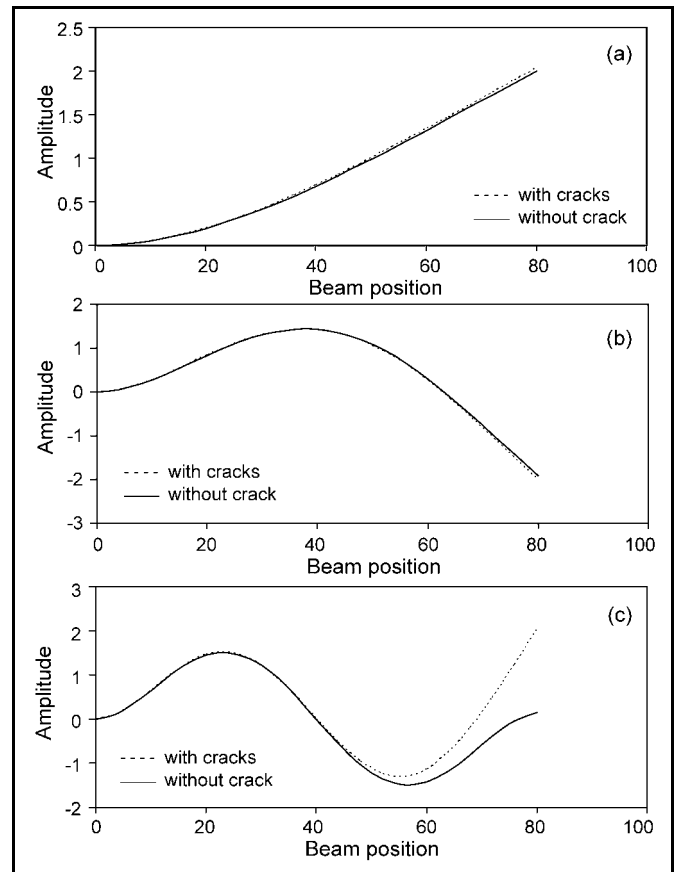 2.5
(a)
2
1.5
1
0.5
0
Amplitude
with cracks
without crack
0 20 40 60 80 100
Beam position
2
(b)
1
0
-1
-2
-3
Amplitude
with cracks
without crack
0 20 40 60 80 100
Beam position
3
(c)
2
1
0
-1
-2
Amplitude
with cracks
without crack
0 20 40 60 80 100
Beam position